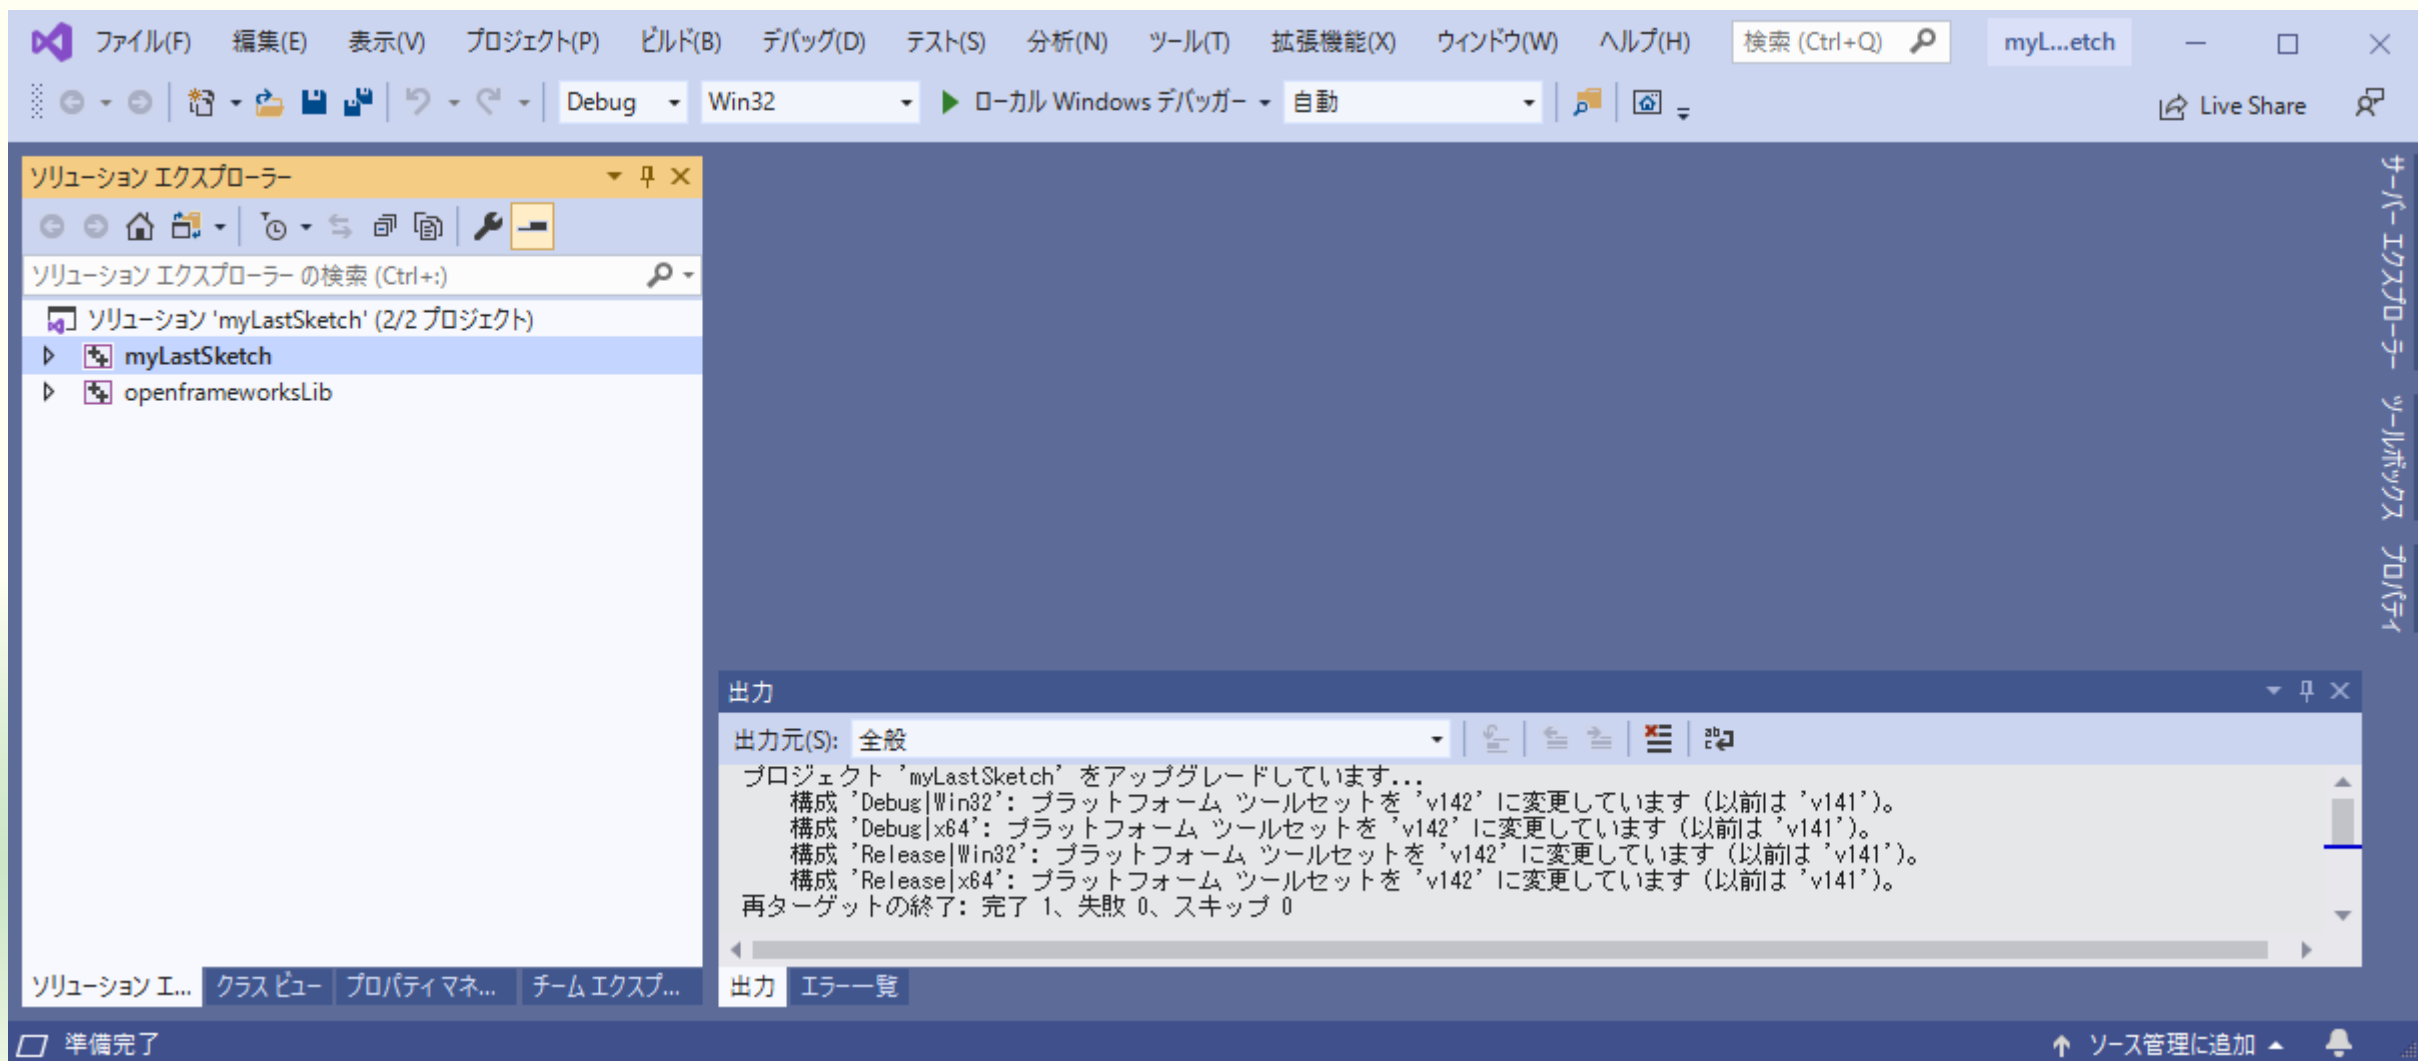 ファイル(F) 編集(E) 表示(V) プロジェクト(P) ビルド(B) デバッグ(D) テスト(S) 分析(N) ツール(T) 拡張機能(X) ウィンドウ(W) ヘルプ(H) 検索 (Ctrl+Q) myL...etch
Debug Win32 ローカル Windows デバッガー 自動 Live Share
ソリューション エクスプローラー
ソリューション エクスプローラー の検索 (Ctrl+:)
ソリューション 'myLastSketch' (2/2 プロジェクト)
myLastSketch
openframeworksLib
ソリューション エ... クラス ビュー プロパティ マネ... チーム エクスプ...
出力
出力元(S): 全般
プロジェクト 'myLastSketch' をアップグレードしています...
構成 'Debug|Win32': プラットフォーム ツールセットを 'v142' に変更しています (以前は 'v141')。
構成 'Debug|x64': プラットフォーム ツールセットを 'v142' に変更しています (以前は 'v141')。
構成 'Release|Win32': プラットフォーム ツールセットを 'v142' に変更しています (以前は 'v141')。
構成 'Release|x64': プラットフォーム ツールセットを 'v142' に変更しています (以前は 'v141')。
再ターゲットの終了: 完了 1、失敗 0、スキップ 0
出力 エラー一覧
サーバー エクスプローラー
ツールボックス
プロパティ
準備完了 ソース管理に追加